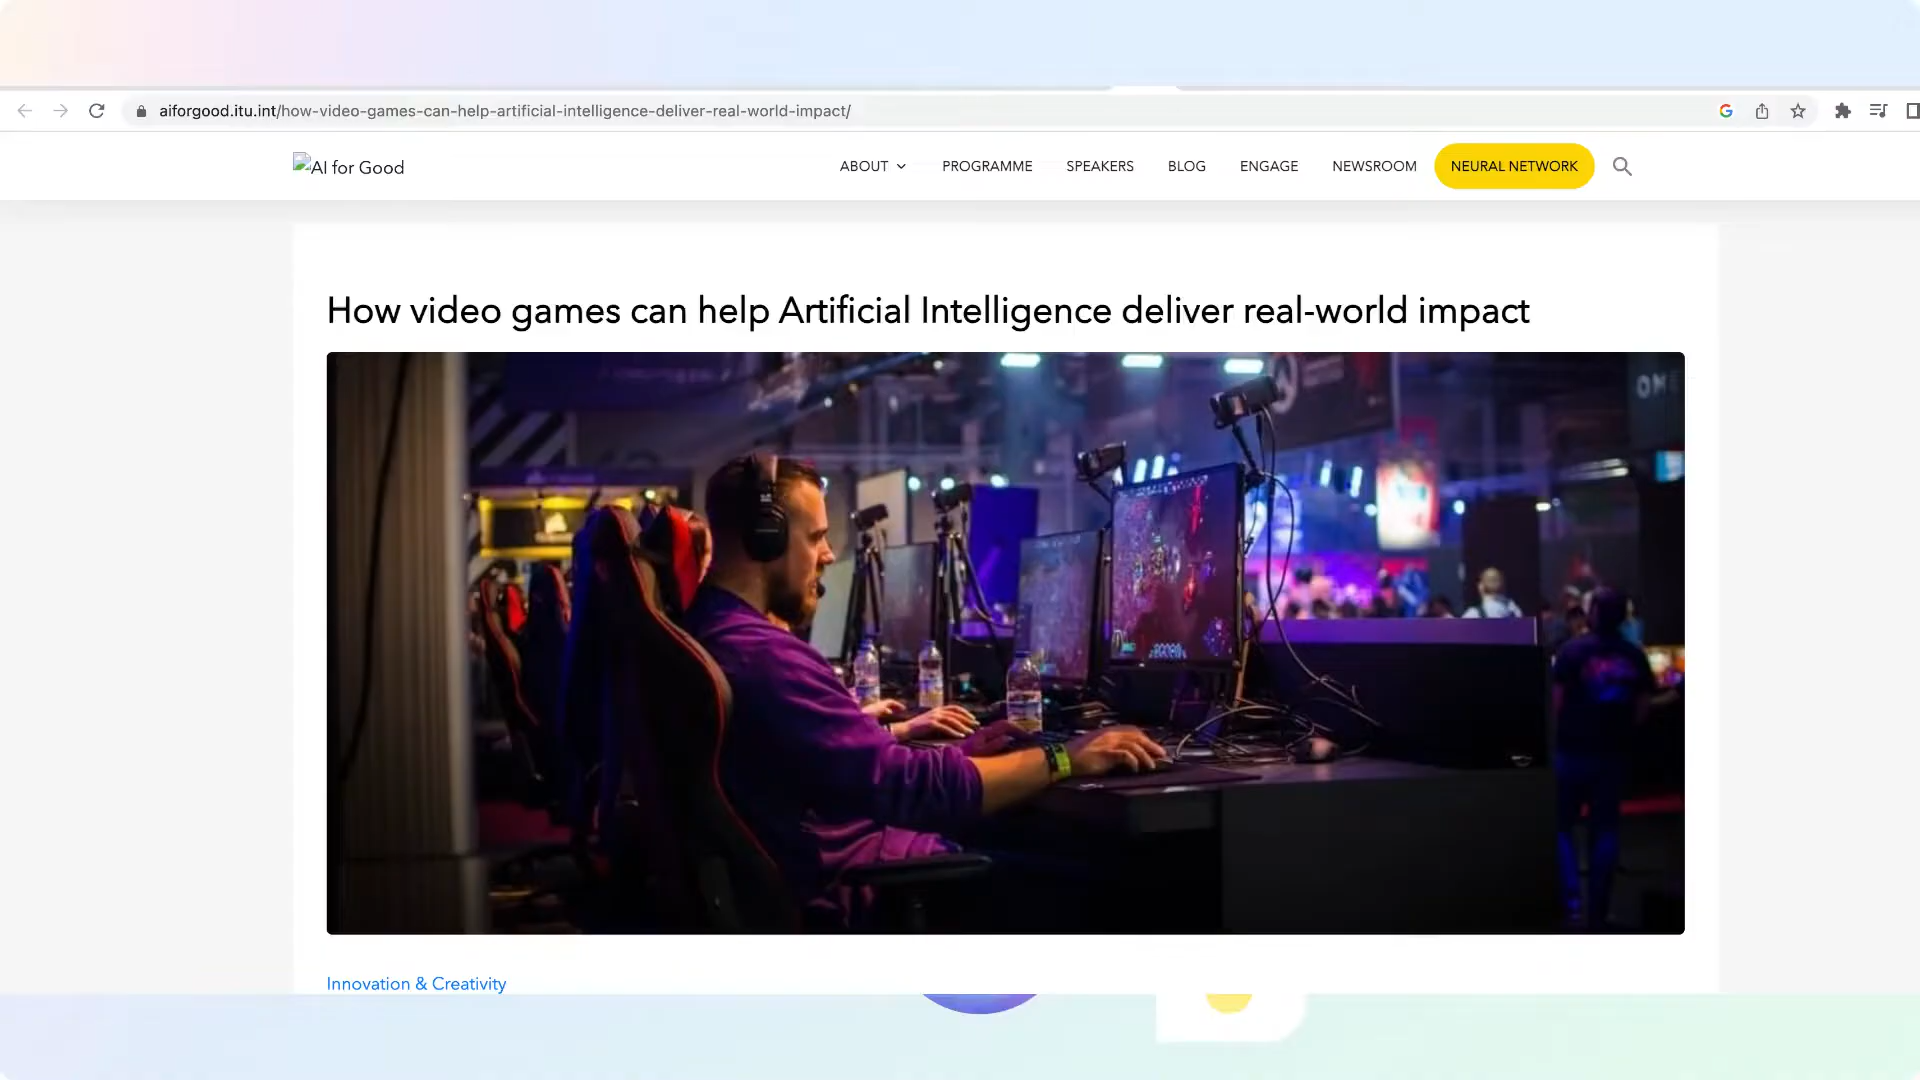 aiforgood.itu.int/how-video-games-can-help-artificial-intelligence-deliver-real-world-impact/
AI for Good
ABOUT
PROGRAMME
SPEAKERS
BLOG
ENGAGE
NEWSROOM
NEURAL NETWORK
How video games can help Artificial Intelligence deliver real-world impact
OM
Innovation & Creativity